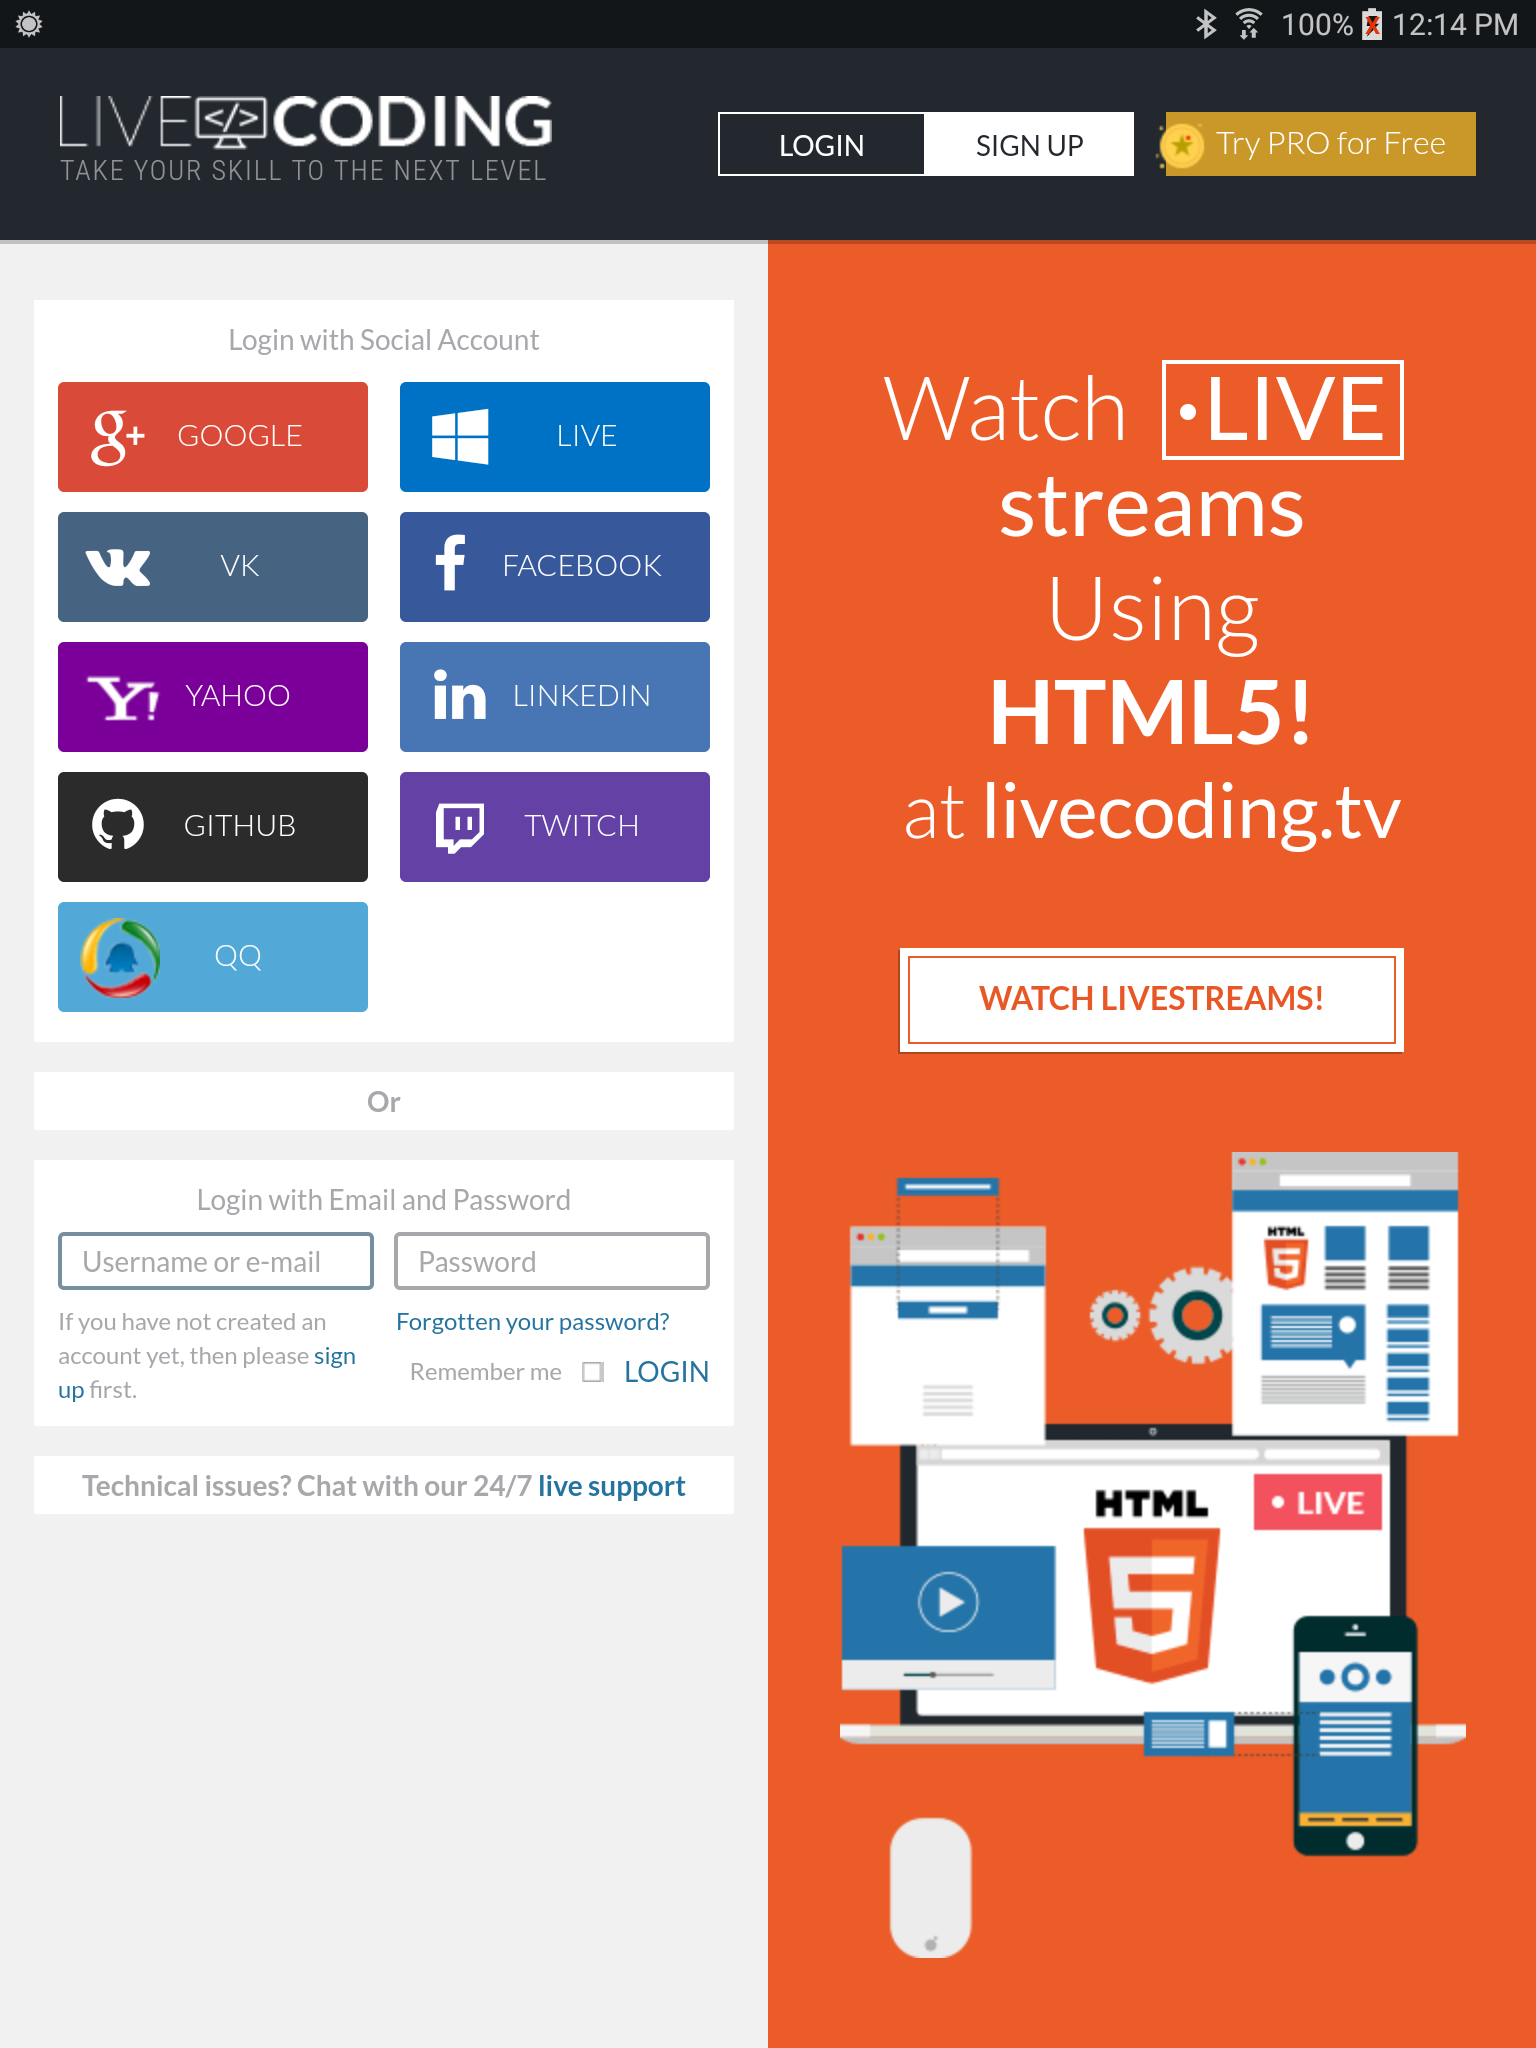 100% 12:14 PM
LIVE </> CODING
TAKE YOUR SKILL TO THE NEXT LEVEL
LOGIN
SIGN UP
Try PRO for Free
Login with Social Account
g+ GOOGLE
LIVE
VK
f FACEBOOK
Y! YAHOO
in LINKEDIN
GITHUB
TWITCH
QQ
Or
Login with Email and Password
Username or e-mail
Password
If you have not created an
account yet, then please sign
up first.
Forgotten your password?
Remember me
LOGIN
Technical issues? Chat with our 24/7 live support
Watch •LIVE
streams
Using
HTML5!
at livecoding.tv
WATCH LIVESTREAMS!
HTML
5
HTML
5
• LIVE